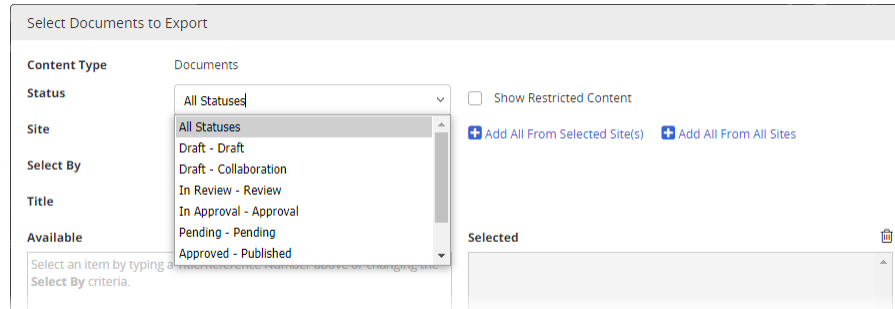 Select Documents to Export
Content Type Documents
Status All Statuses Show Restricted Content
All Statuses
Draft - Draft
Draft - Collaboration
In Review - Review
In Approval - Approval
Pending - Pending
Approved - Published
Site Add All From Selected Site(s) Add All From All Sites
Select By
Title
Available Selected
Select an item by typing a Title/Reference Number above or changing the
Select By criteria.